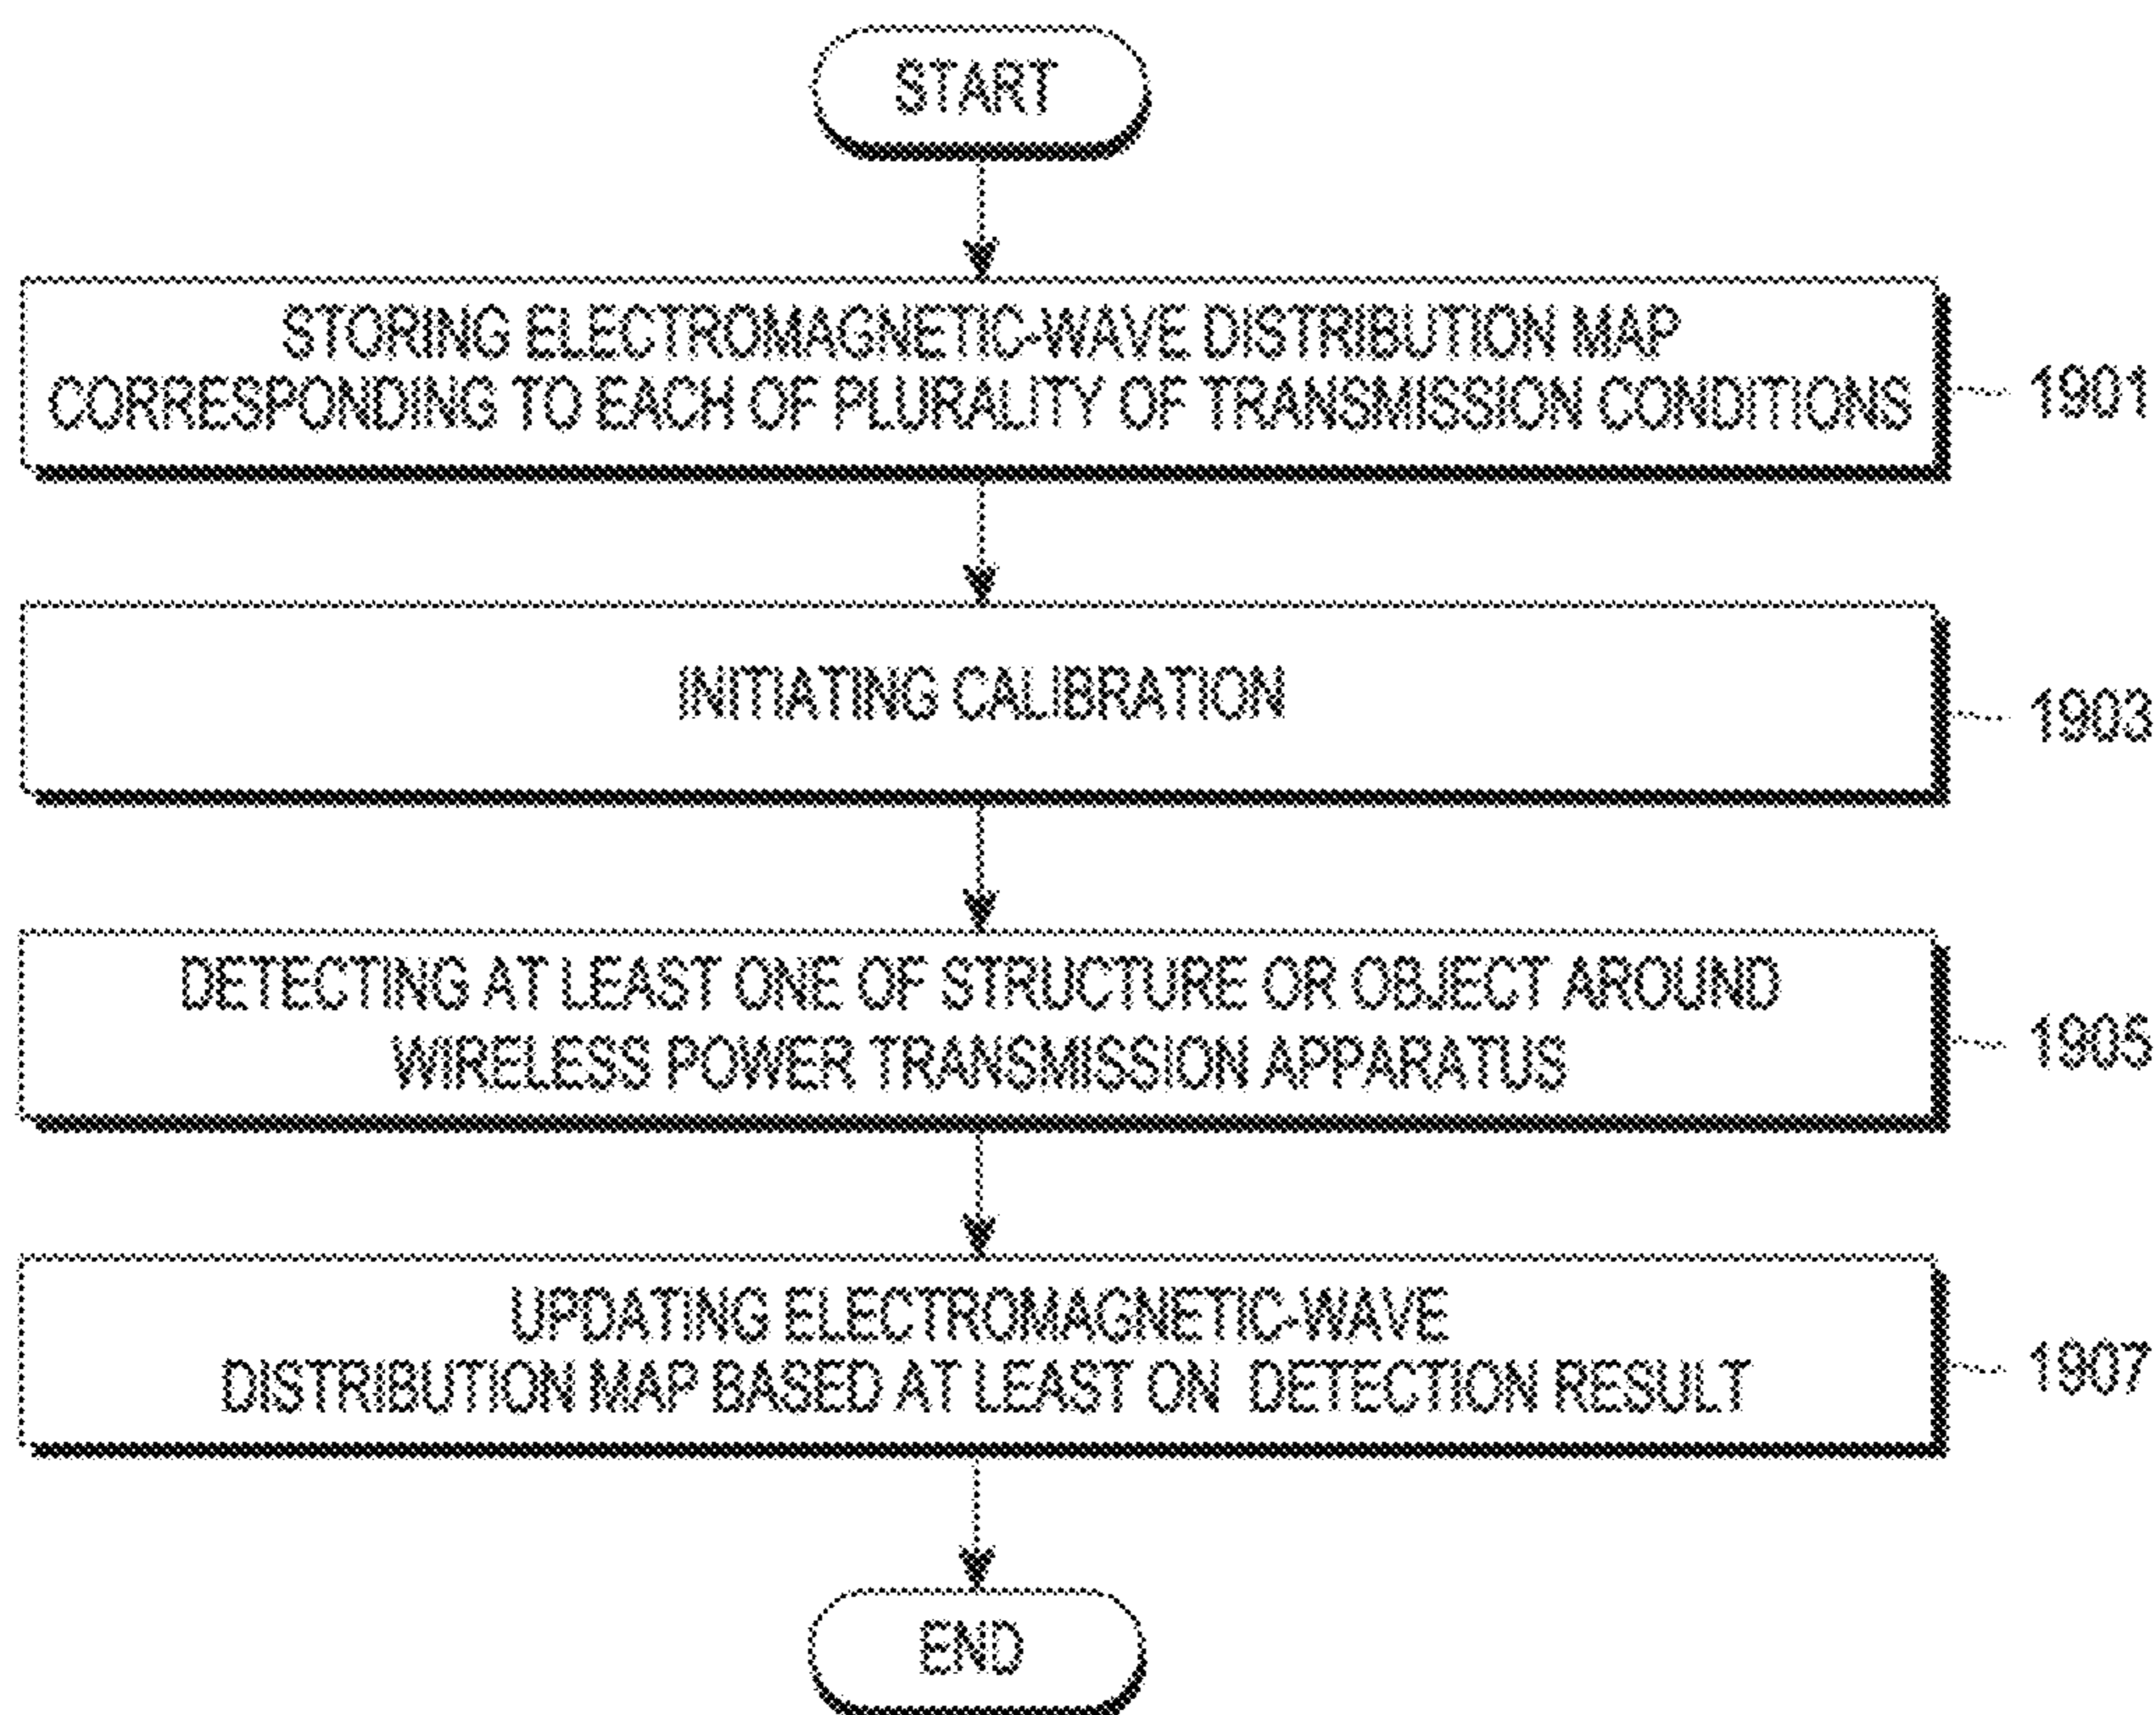 START
STORING ELECTROMAGNETIC-WAVE DISTRIBUTION MAP
CORRESPONDING TO EACH OF PLURALITY OF TRANSMISSION CONDITIONS
1901
INITIATING CALIBRATION
1903
DETECTING AT LEAST ONE OF STRUCTURE OR OBJECT AROUND
WIRELESS POWER TRANSMISSION APPARATUS
1905
UPDATING ELECTROMAGNETIC-WAVE
DISTRIBUTION MAP BASED AT LEAST ON DETECTION RESULT
1907
END